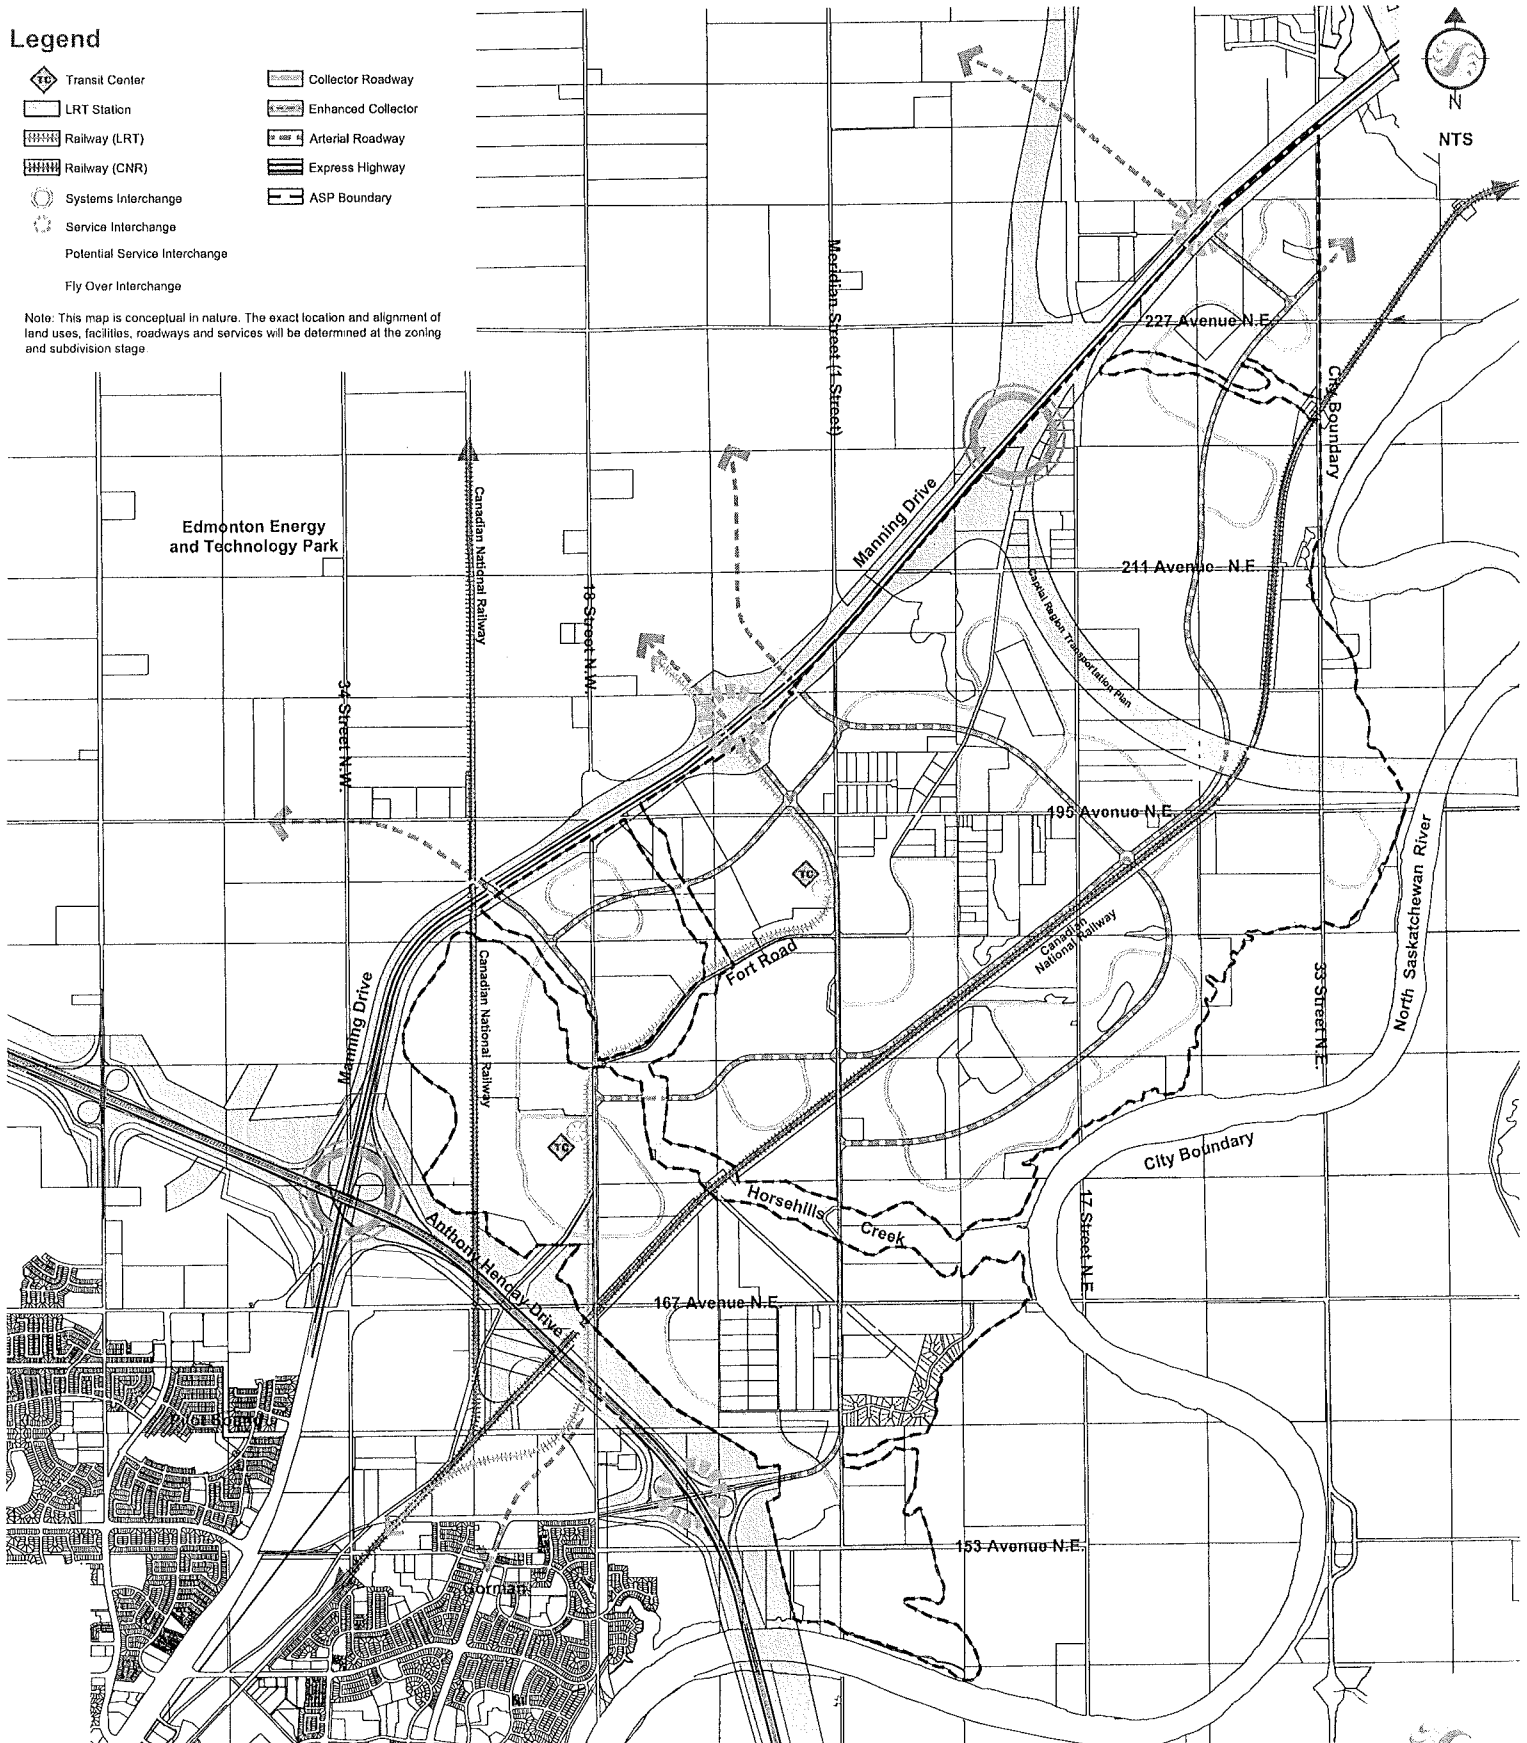 Legend
TC Transit Center
LRT Station
Railway (LRT)
Railway (CNR)
Systems Interchange
Service Interchange
Potential Service Interchange
Fly Over Interchange
Collector Roadway
Enhanced Collector
Arterial Roadway
Express Highway
ASP Boundary
Note: This map is conceptual in nature. The exact location and alignment of
land uses, facilities, roadways and services will be determined at the zoning
and subdivision stage.
N
NTS
Meridian Street (1 Street)
227 Avenue N.E.
City Boundary
Manning Drive
Edmonton Energy
and Technology Park
Canadian National Railway
18 Street N.W.
34 Street N.W.
211 Avenue N.E.
Capital Region Transportation Plan
195 Avenue N.E.
TC
Canadian
National Railway
North Saskatchewan River
33 Street N.E.
Fort Road
Manning Drive
Canadian National Railway
TC
City Boundary
17 Street N.E.
Horsehills
Creek
Anthony Henday Drive
167 Avenue N.E.
153 Avenue N.E.
Gorman